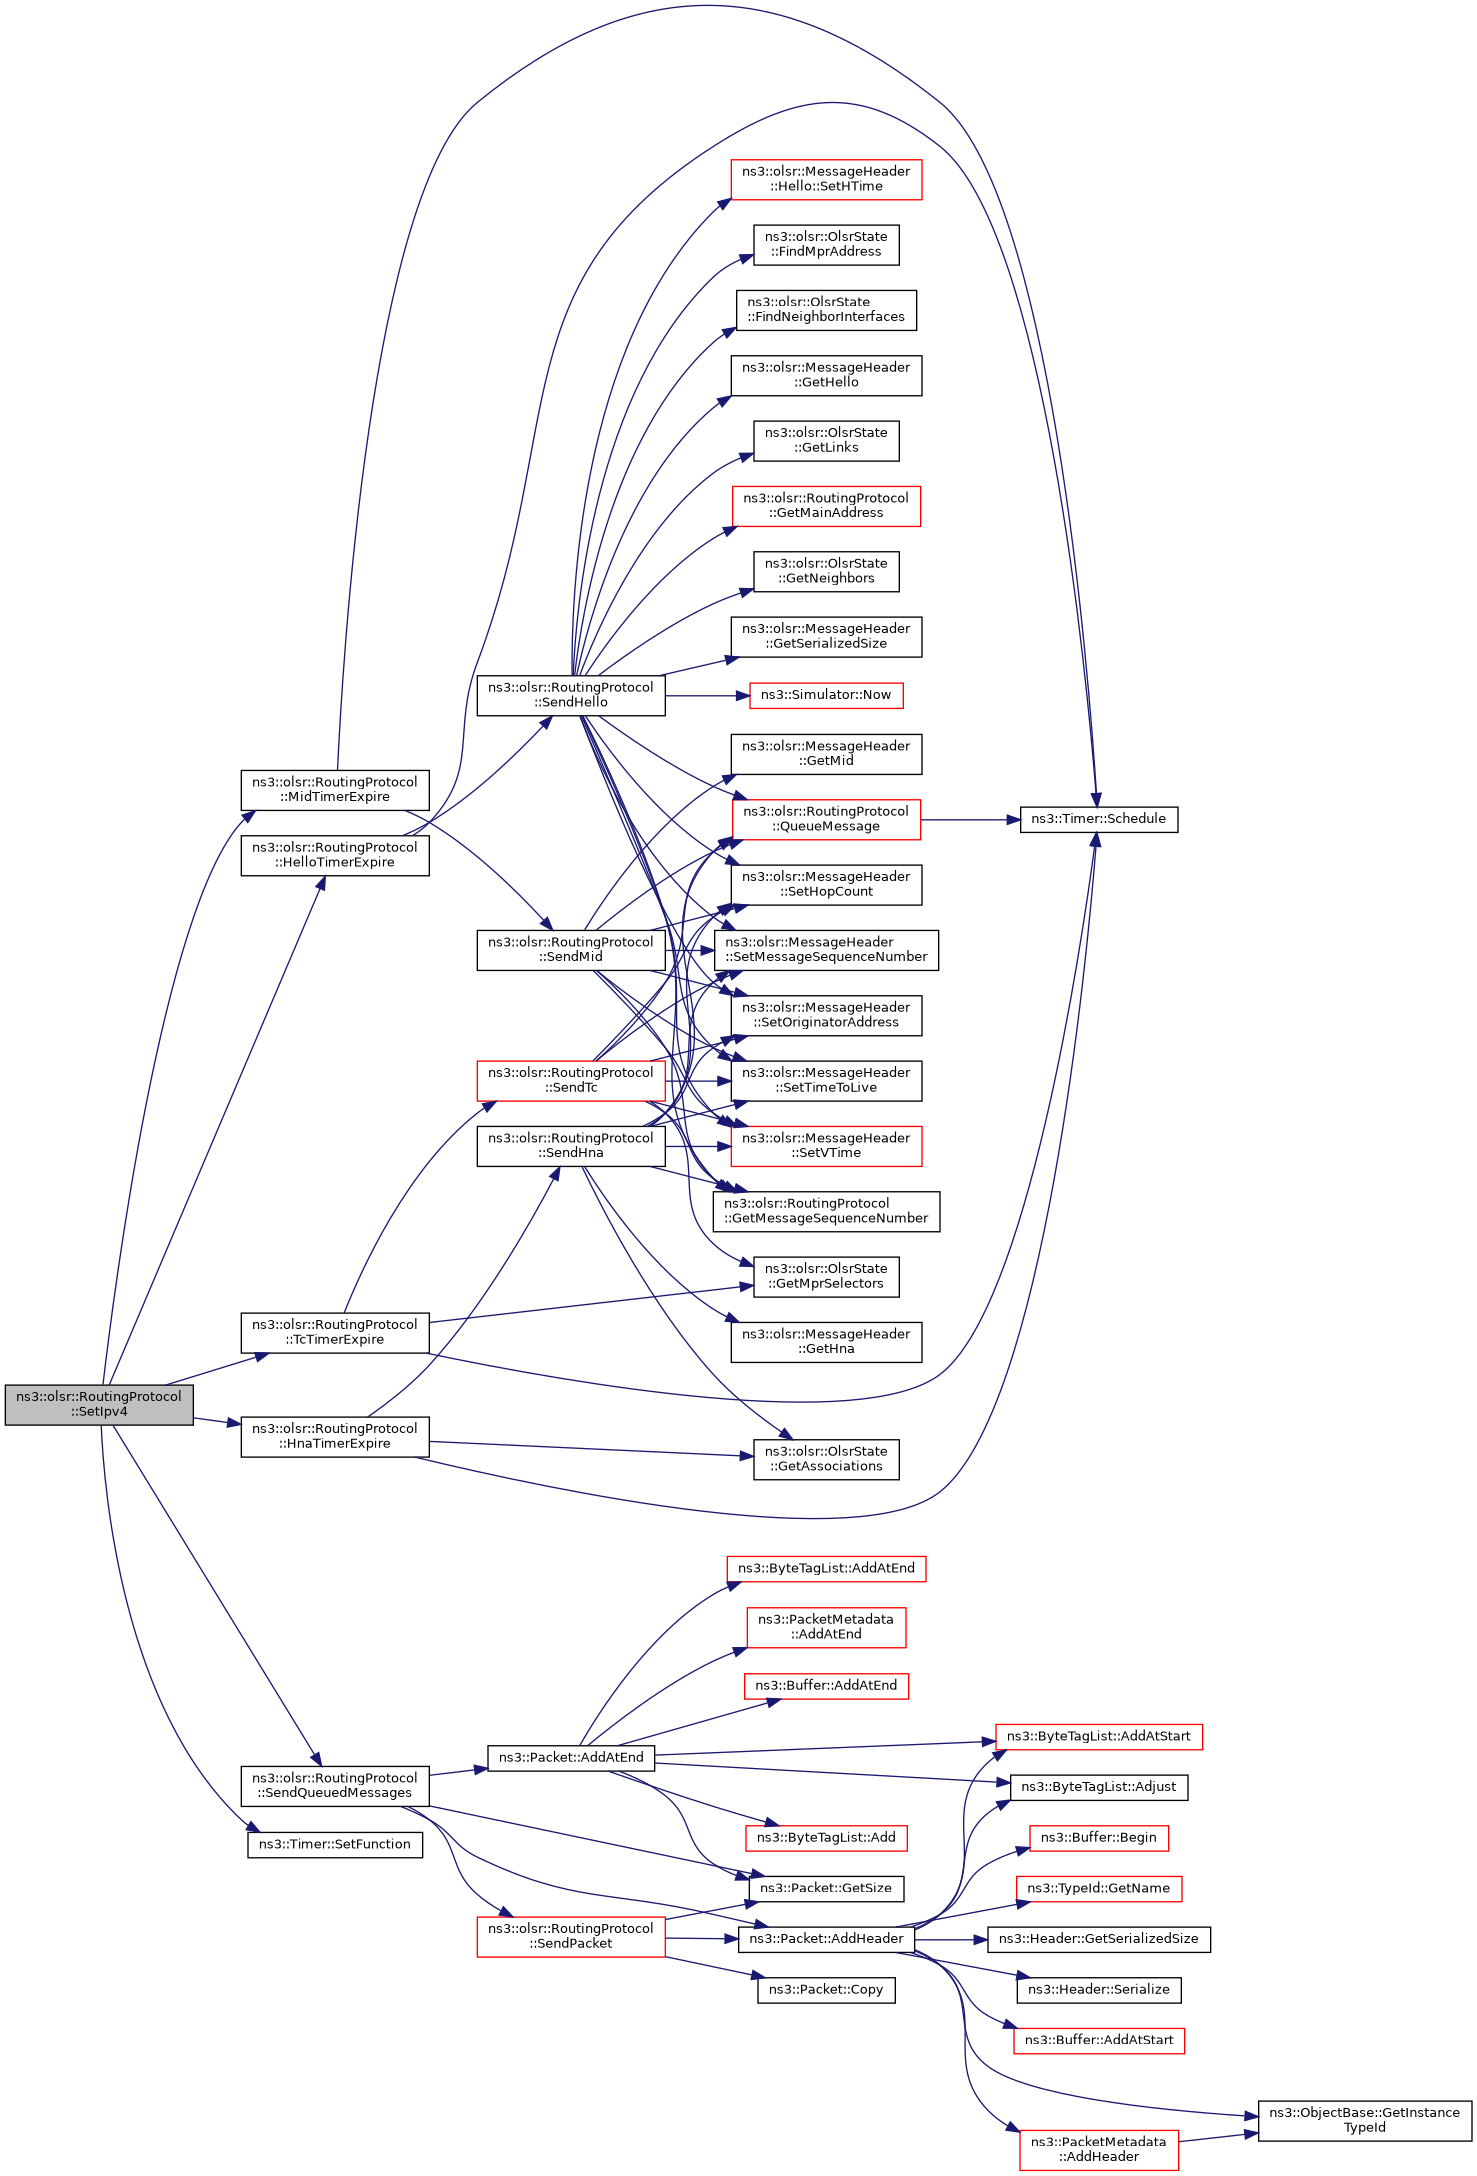 ns3::olsr::MessageHeader
::Hello::SetHTime
ns3::olsr::OlsrState
::FindMprAddress
ns3::olsr::OlsrState
::FindNeighborInterfaces
ns3::olsr::MessageHeader
::GetHello
ns3::olsr::OlsrState
::GetLinks
ns3::olsr::RoutingProtocol
::GetMainAddress
ns3::olsr::OlsrState
::GetNeighbors
ns3::olsr::MessageHeader
::GetSerializedSize
ns3::olsr::RoutingProtocol
::SendHello
ns3::Simulator::Now
ns3::olsr::MessageHeader
::GetMid
ns3::olsr::RoutingProtocol
::MidTimerExpire
ns3::olsr::RoutingProtocol
::QueueMessage
ns3::Timer::Schedule
ns3::olsr::RoutingProtocol
::HelloTimerExpire
ns3::olsr::MessageHeader
::SetHopCount
ns3::olsr::RoutingProtocol
::SendMid
ns3::olsr::MessageHeader
::SetMessageSequenceNumber
ns3::olsr::MessageHeader
::SetOriginatorAddress
ns3::olsr::RoutingProtocol
::SendTc
ns3::olsr::MessageHeader
::SetTimeToLive
ns3::olsr::RoutingProtocol
::SendHna
ns3::olsr::MessageHeader
::SetVTime
ns3::olsr::RoutingProtocol
::GetMessageSequenceNumber
ns3::olsr::OlsrState
::GetMprSelectors
ns3::olsr::RoutingProtocol
::TcTimerExpire
ns3::olsr::MessageHeader
::GetHna
ns3::olsr::RoutingProtocol
::SetIpv4
ns3::olsr::RoutingProtocol
::HnaTimerExpire
ns3::olsr::OlsrState
::GetAssociations
ns3::ByteTagList::AddAtEnd
ns3::PacketMetadata
::AddAtEnd
ns3::Buffer::AddAtEnd
ns3::ByteTagList::AddAtStart
ns3::Packet::AddAtEnd
ns3::olsr::RoutingProtocol
::SendQueuedMessages
ns3::ByteTagList::Adjust
ns3::Timer::SetFunction
ns3::ByteTagList::Add
ns3::Buffer::Begin
ns3::Packet::GetSize
ns3::TypeId::GetName
ns3::olsr::RoutingProtocol
::SendPacket
ns3::Packet::AddHeader
ns3::Header::GetSerializedSize
ns3::Packet::Copy
ns3::Header::Serialize
ns3::Buffer::AddAtStart
ns3::ObjectBase::GetInstance
TypeId
ns3::PacketMetadata
::AddHeader